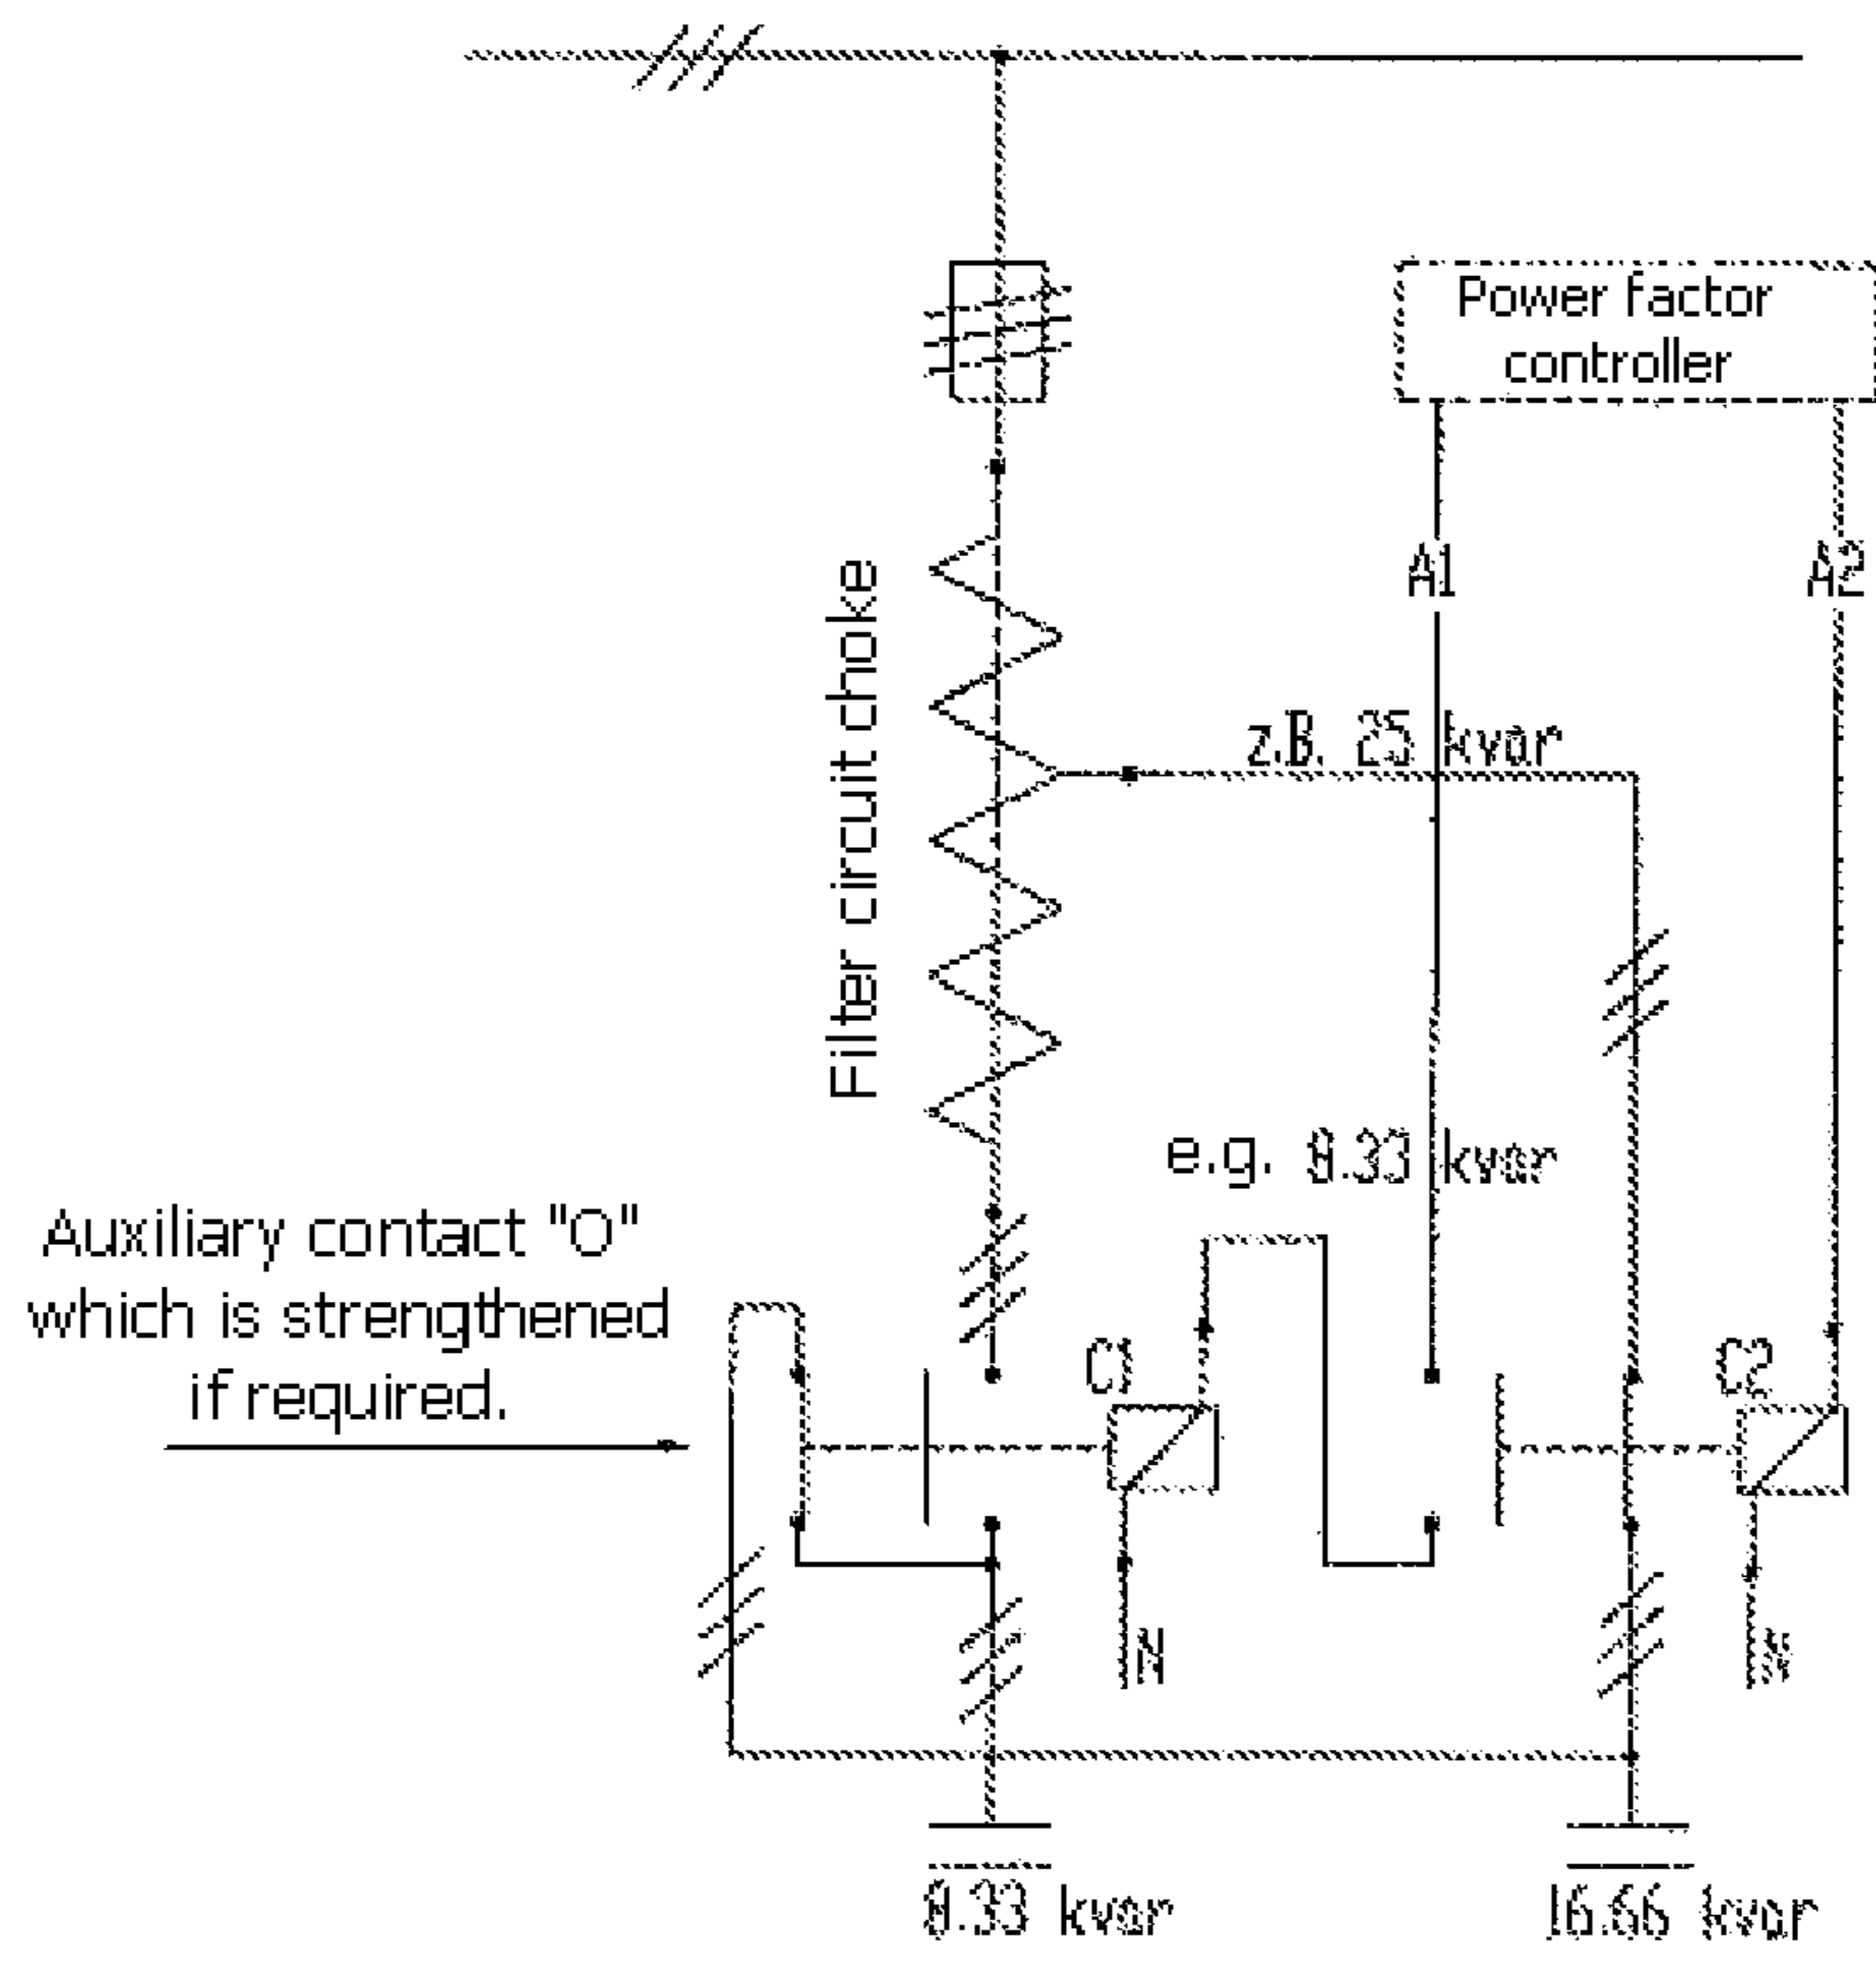 Power factor
controller
A1
A2
Filter circuit choke
z.B. 25 kvar
e.g. 8.33 kvar
Auxiliary contact "O"
which is strengthened
if required.
C1
C2
N
N
8.33 kvar
16.66 kvar